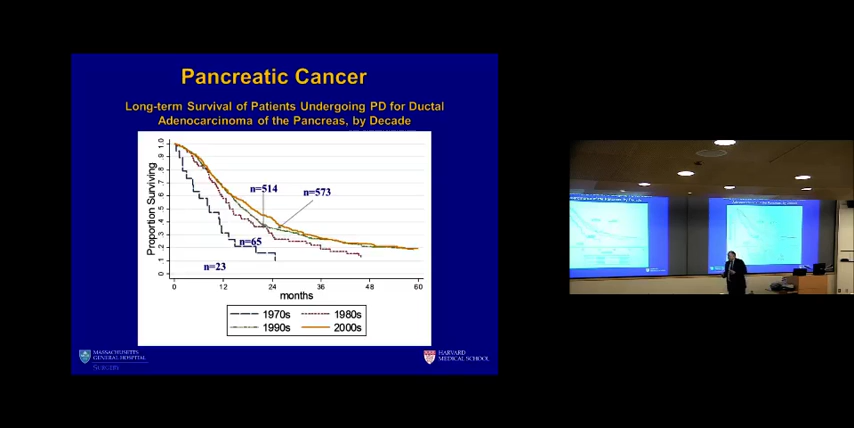 Pancreatic Cancer
Long-term Survival of Patients Undergoing PD for Ductal
Adenocarcinoma of the Pancreas, by Decade
Proportion Surviving
1.0
.9
.8
.7
.6
.5
.4
.3
.2
.1
0
n=514
n=573
n=65
n=23
0 12 24 36 48 60
months
1970s 1980s
1990s 2000s
MASSACHUSETTS
GENERAL HOSPITAL
HARVARD
MEDICAL SCHOOL